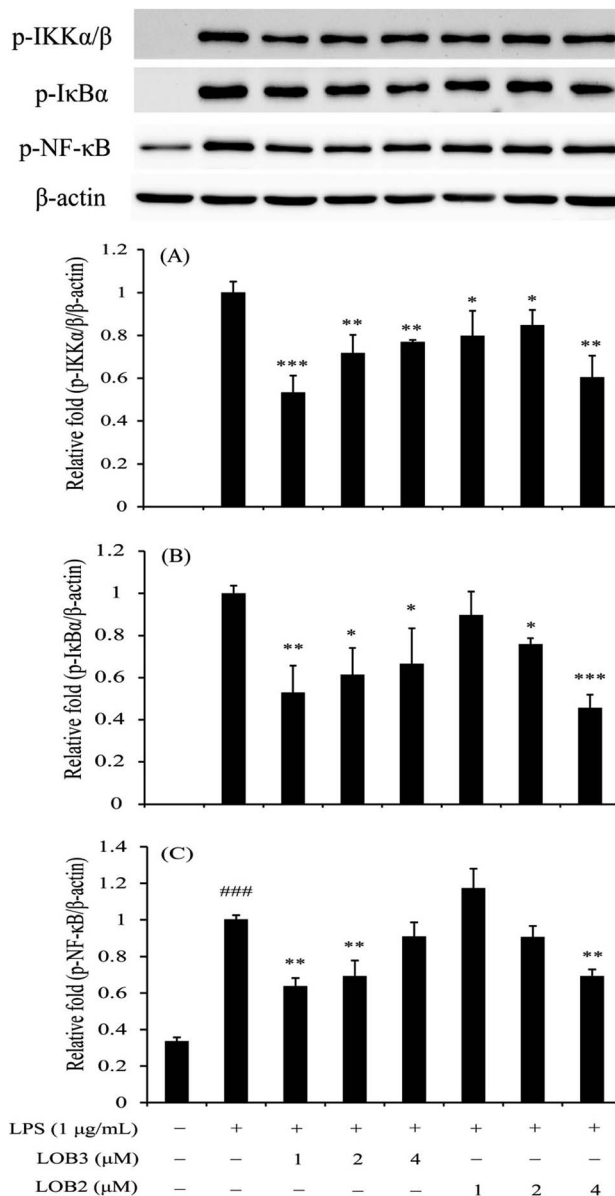 p-IKKα/β
p-IκBα
p-NF-κB
β-actin
(A)
Relative fold (p-IKKα/β/β-actin)
1.2
1
0.8
0.6
0.4
0.2
0
*** ** ** * * **
(B)
Relative fold (p-IκBα/β-actin)
1.2
1
0.8
0.6
0.4
0.2
0
** * * * ***
(C)
Relative fold (p-NF-κB/β-actin)
1.4
1.2
1
0.8
0.6
0.4
0.2
0
### ** ** **
LPS (1 μg/mL) – + + + + + + +
LOB3 (μM) – – 1 2 4 – – –
LOB2 (μM) – – – – – 1 2 4